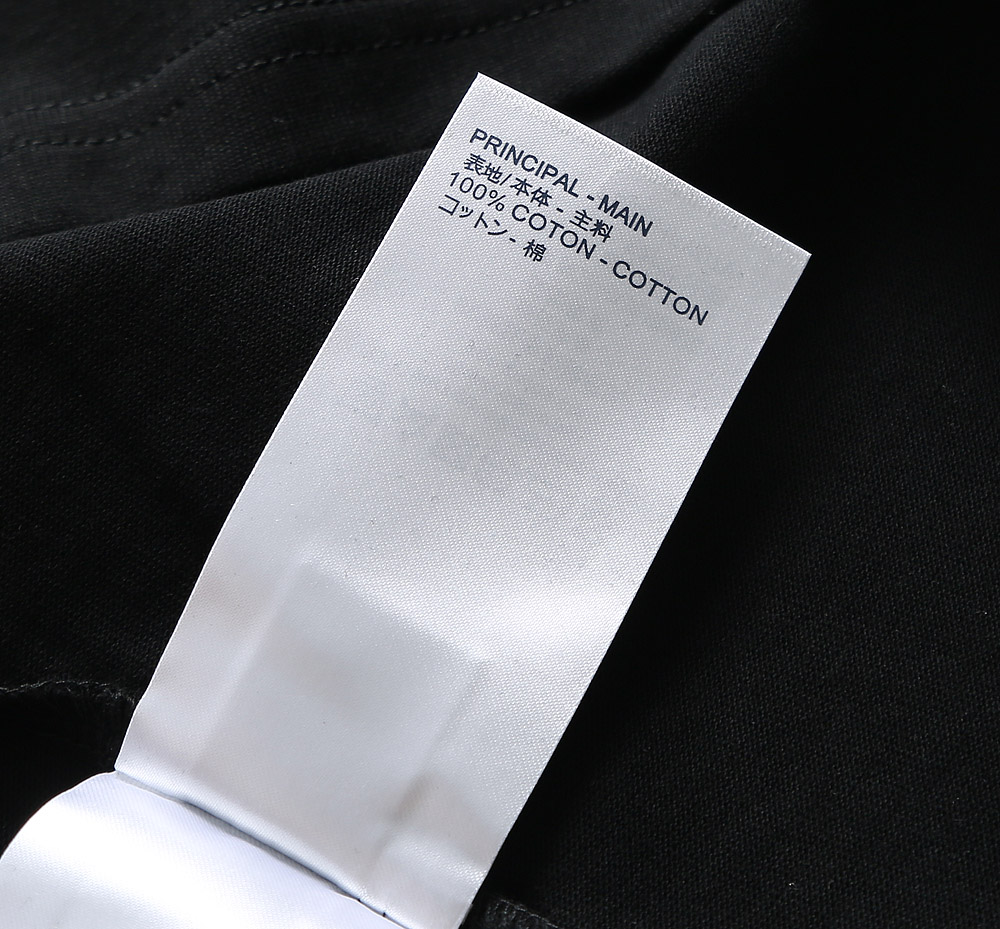 PRINCIPAL - MAIN
表地/本体 - 主料
100% COTON - COTTON
コットン - 棉